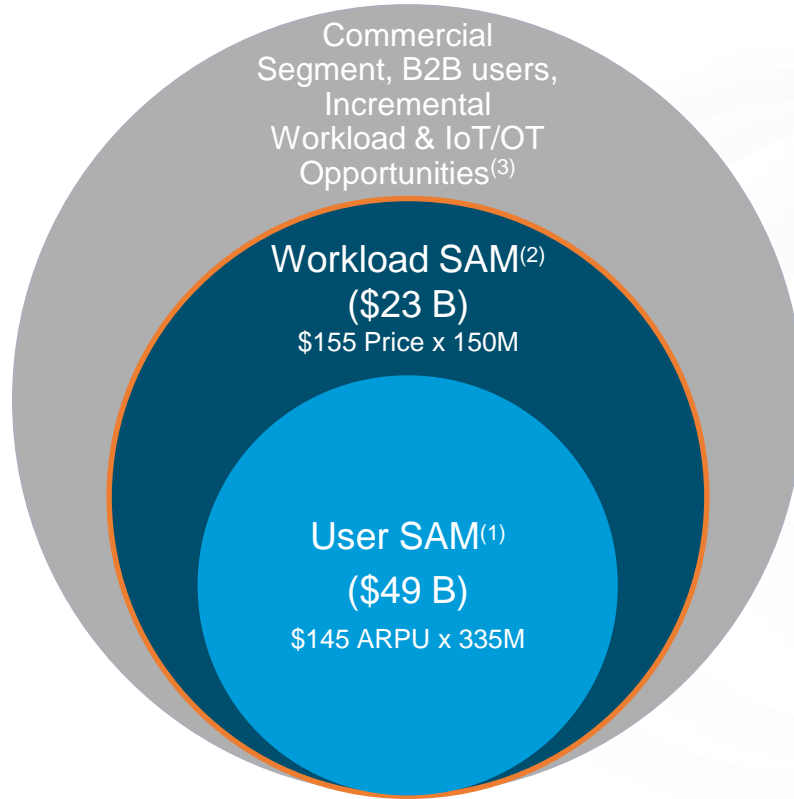 Commercial
Segment, B2B users,
Incremental
Workload & IoT/OT
Opportunities(3)
Workload SAM(2)
($23 B)
$155 Price x 150M
User SAM(1)
($49 B)
$145 ARPU x 335M